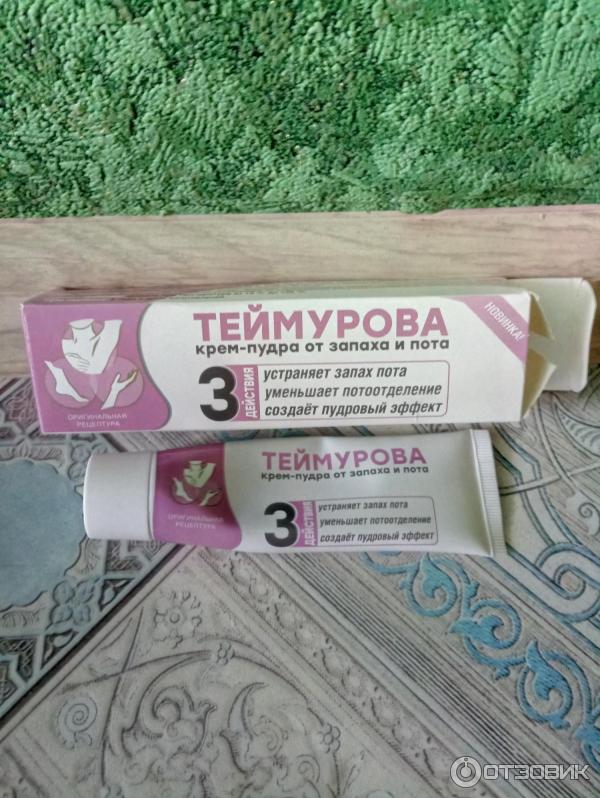 ТЕЙМУРОВА
крем-пудра от запаха и пота
НОВИНКА!
3 ДЕЙСТВИЯ
устраняет запах пота
уменьшает потоотделение
создаёт пудровый эффект
ОРИГИНАЛЬНАЯ
РЕЦЕПТУРА
ТЕЙМУРОВА
крем-пудра от запаха и пота
3 ДЕЙСТВИЯ
устраняет запах пота
уменьшает потоотделение
создаёт пудровый эффект
ОРИГИНАЛЬНАЯ
РЕЦЕПТУРА
ОТЗОВИК